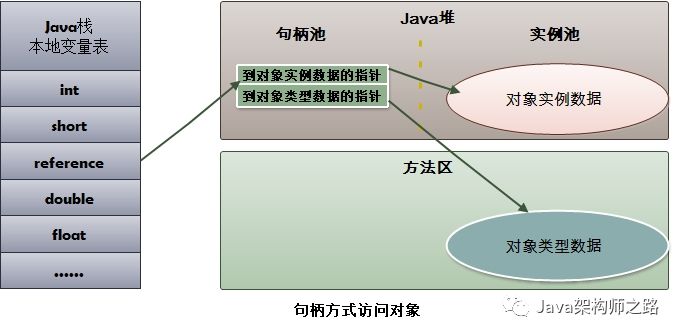 Java栈
本地变量表
int
short
reference
double
float
......
Java堆
句柄池
实例池
到对象实例数据的指针
到对象类型数据的指针
对象实例数据
方法区
对象类型数据
句柄方式访问对象
Java架构师之路